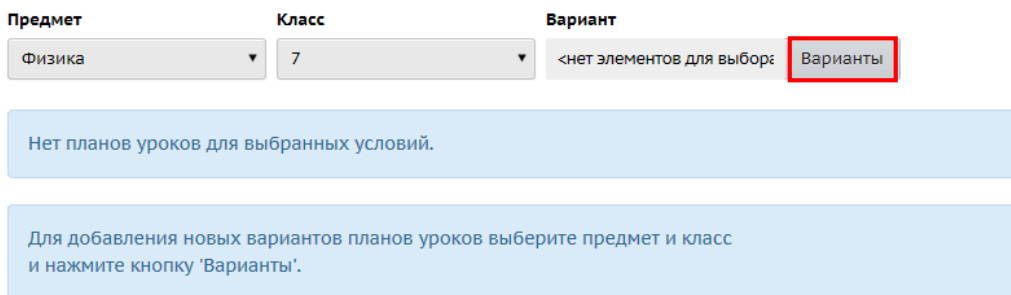 Предмет Класс Вариант
Физика 7 <нет элементов для выбора Варианты
Нет планов уроков для выбранных условий.
Для добавления новых вариантов планов уроков выберите предмет и класс
и нажмите кнопку 'Варианты'.